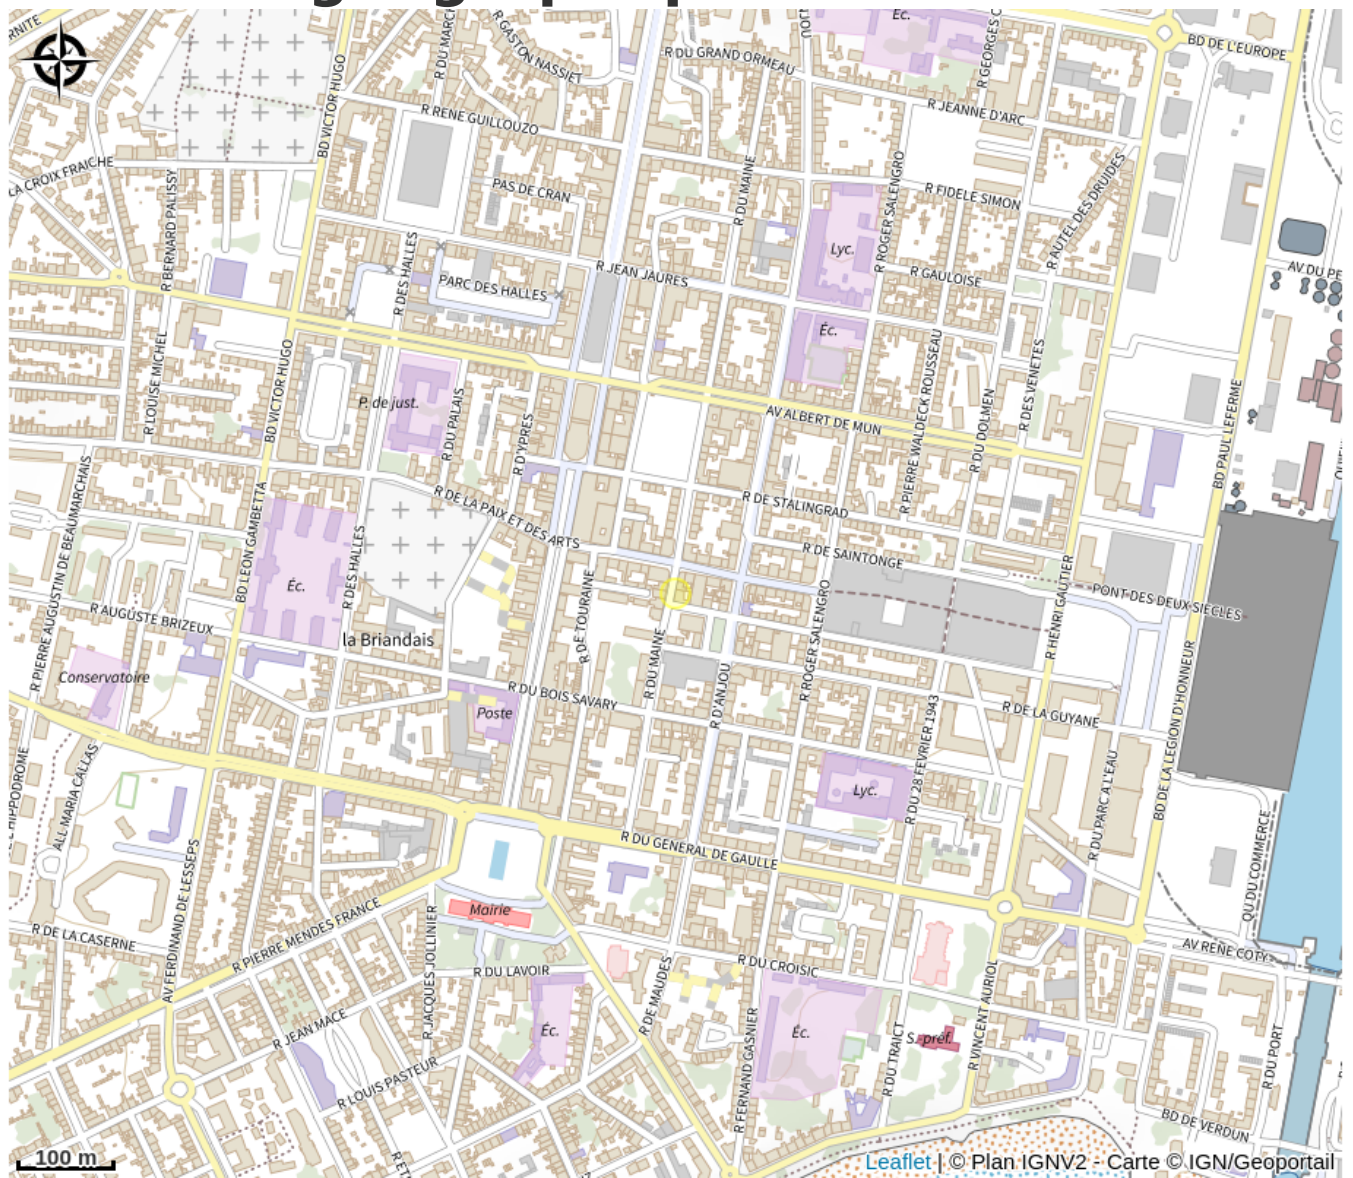 BD VICTOR HUGO
R DU MARC
R GASTON NASSIET
R DU GRAND ORMEAU
Éc.
R GEORGES C
BD DE L'EUROPE
R RENE GUILLOUZO
R JEANNE D'ARC
LA CROIX FRAICHE
R BERNARD PALISSY
PAS DE CRAN
R DU MAINE
R ROGER SALENGRO
R FIDELE SIMON
R AUTEL DES DRUIDES
Lyc.
R DES HALLES
PARC DES HALLES
R JEAN JAURES
R GAULOISE
AV DU PE
Éc.
R LOUISE MICHEL
BD VICTOR HUGO
P. de just.
R DU PALAIS
R D'YPRES
AV ALBERT DE MUN
R PIERRE WALDECK ROUSSEAU
R DU DOLMEN
R DES VENETES
BD PAUL LEFERME
R PIERRE AUGUSTIN DE BEAUMARCHAIS
BD LEON GAMBETTA
R DE LA PAIX ET DES ARTS
R DE STALINGRAD
R DE SAINTONGE
R DES HALLES
Éc.
R DE TOURAINE
R HENRI GAUTIER
PONT DES DEUX SIECLES
R AUGUSTE BRIZEUX
la Briandais
R DU MAINE
R ROGER SALENGRO
Conservatoire
R DU BOIS SAVARY
R D'ANJOU
Poste
R DE LA GUYANE
BD DE LA LEGION D'HONNEUR
ALL MARIA CALLAS
HIPPODROME
Lyc.
R DU 28 FEVRIER 1943
R DU PARC A L'EAU
R DU GENERAL DE GAULLE
AV FERDINAND DE LESSEPS
QU DU COMMERCE
Mairie
R DE LA CASERNE
R PIERRE MENDES FRANCE
R JACQUES JOLLINIER
AV RENE COTY
R DU LAVOIR
R DE MAUDES
R DU CROISIC
R VINCENT AURIOL
R JEAN MACE
Éc.
Éc.
S.-préf.
R LOUIS PASTEUR
R FERNAND GASNIER
R DU TRAICT
R DU PORT
BD DE VERDUN
100 m
Leaflet | © Plan IGNV2 - Carte © IGN/Geoportail